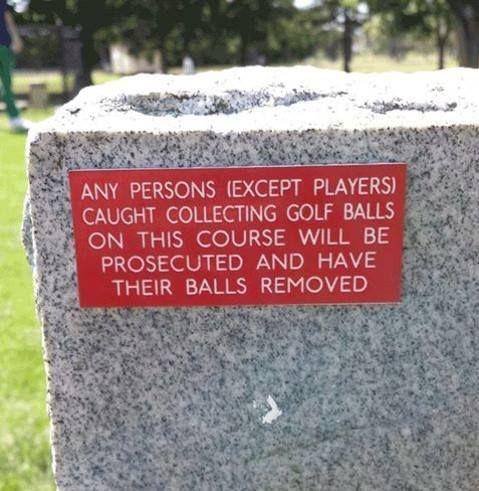 ANY PERSONS (EXCEPT PLAYERS)
CAUGHT COLLECTING GOLF BALLS
ON THIS COURSE WILL BE
PROSECUTED AND HAVE
THEIR BALLS REMOVED